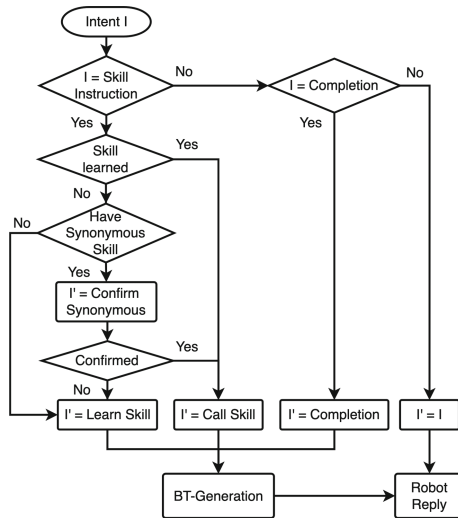 Intent I
I = Skill
Instruction
No
I = Completion
No
Yes
Yes
Skill
learned
Yes
No
No
Have
Synonymous
Skill
Yes
I' = Confirm
Synonymous
Confirmed
Yes
No
I' = Learn Skill
I' = Call Skill
I' = Completion
I' = I
BT-Generation
Robot
Reply